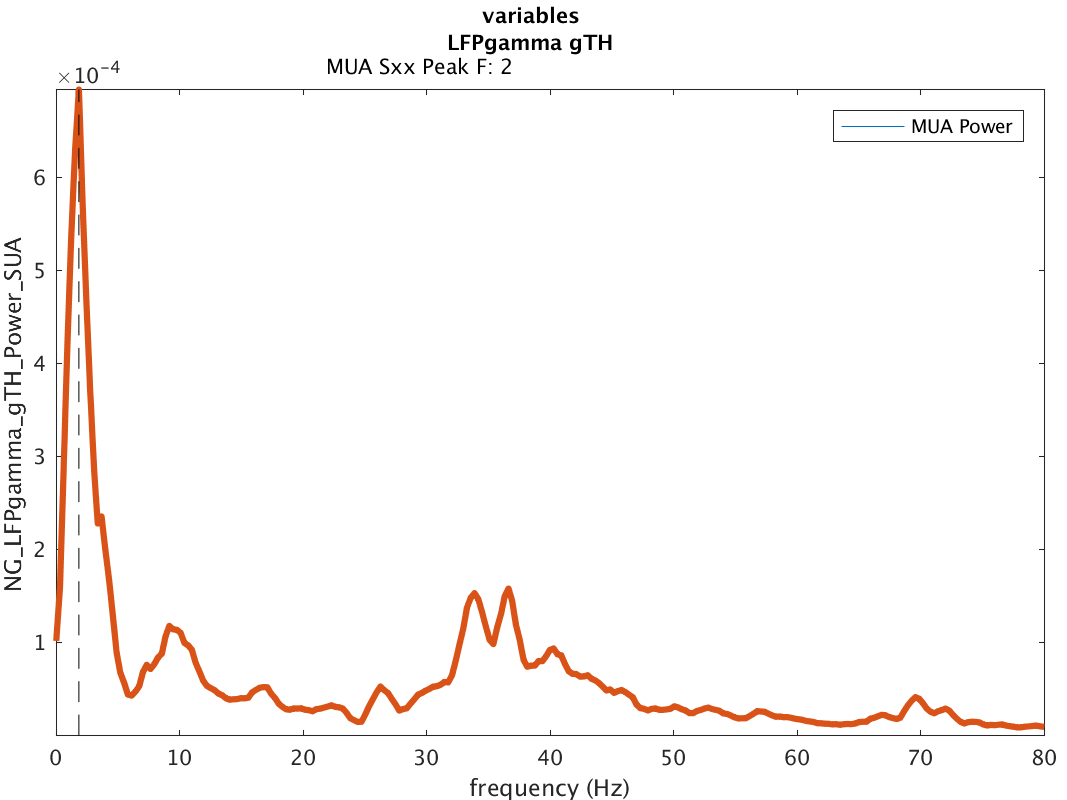 variables
LFPgamma gTH
MUA Sxx Peak F: 2
×10⁻⁴
MUA Power
6
5
4
3
2
1
NG_LFPgamma_gTH_Power_SUA
0 10 20 30 40 50 60 70 80
frequency (Hz)